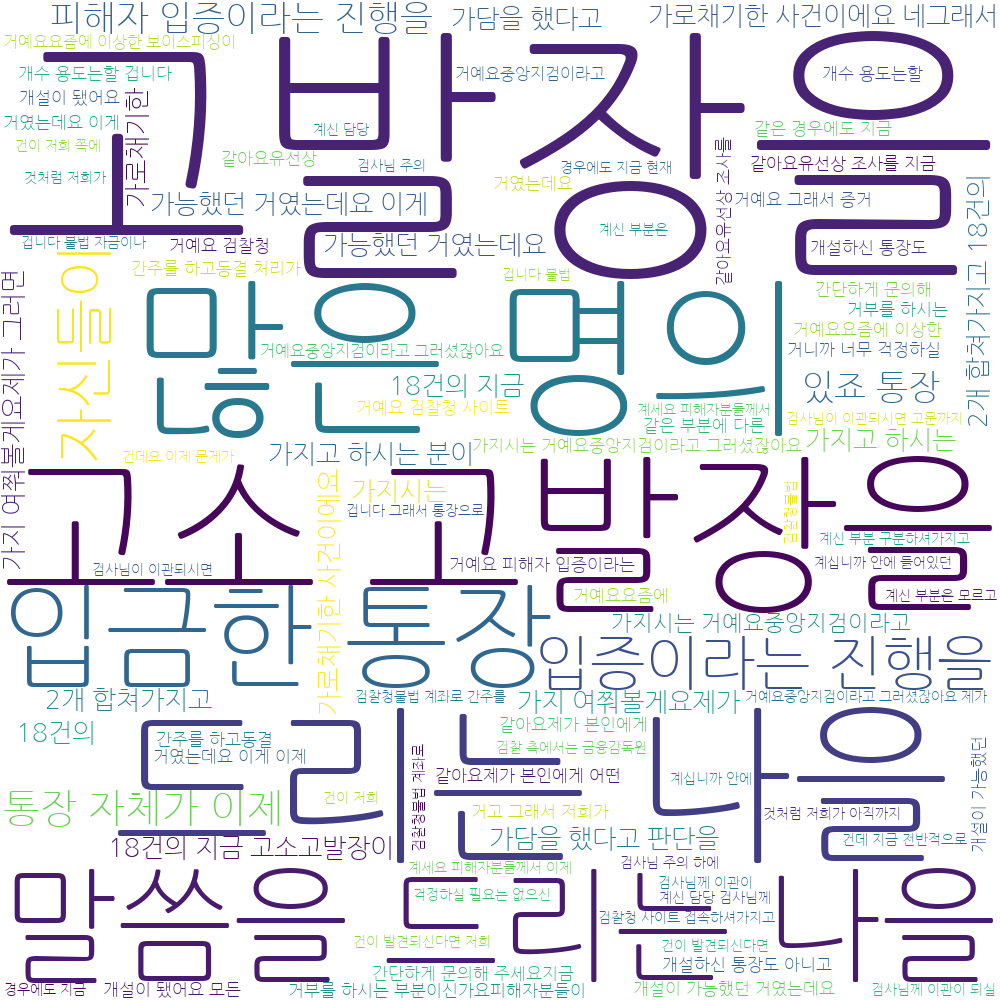 피해자 입증이라는 진행을
가담을 했다고
가로채기한 사건이에요 네그래서
거예요요즘에 이상한 보이스피싱이
고발장을
개수 용도는할 겁니다
거예요중앙지검이라고
개수 용도는할
개설이 됐어요
가로채기한
거였는데요 이게
계신 담당
같은 경우에도 지금
건이 저희 쪽에
같아요유선상
검사님 주의
경우에도 지금 현재
같아요유선상 조사를 지금
같아요유선상 조사를
것처럼 저희가
거였는데요
가능했던 거였는데요 이게
거예요 그래서 증거
2개 합쳐가지고 18건의
계신 부분은
겁니다 불법 자금이나
거예요 검찰청
가능했던 거였는데요
개설하신 통장도
자신들이
간주를 하고동결 처리가
겁니다 불법
가지 여쭤볼게요제가 그러면
많은 명의
간단하게 문의해
거부를 하시는
거예요요즘에 이상한
거예요중앙지검이라고 그러셨잖아요
거니까 너무 걱정하실
18건의 지금
있죠 통장
거예요 검찰청 사이트
계세요 피해자분들께서
같은 부분에 다른
검사님이 이관되시면 고문까지
건데요 이제 문제가
가지고 하시는 분이
가지시는 거예요중앙지검이라고 그러셨잖아요
가지고 하시는
고소고발장을
가로채기한 사건이에요
가지시는
검찰청불법
겁니다 그래서 통장으로
계신 부분 구분하셔가지고
검사님이 이관되시면
거예요 피해자 입증이라는
계십니까 안에 들어있던
입금한 통장
거예요요즘에
계신 부분은 모르고
가지시는 거예요중앙지검이라고
입증이라는 진행을
2개 합쳐가지고
검찰청불법 계좌로 간주를
가지 여쭤볼게요제가
거예요중앙지검이라고 그러셨잖아요 제가
18건의
드리는 나을
같아요제가 본인에게
간주를 하고동결
거였는데요 이게 이제
검찰청불법 계좌로
검찰 측에서는 금융감독원
개설이 가능했던
같아요제가 본인에게 어떤
계십니까 안에
통장 자체가 이제
건이 저희
거고 그래서 저희가
것처럼 저희가 아직까지
18건의 지금 고소고발장이
가담을 했다고 판단을
건데 지금 전반적으로
검사님 주의 하에
말씀을 드리는나을
계세요 피해자분들께서 이제
검사님께 이관이
걱정하실 필요는 없으신
계신 담당 검사님께
검찰청 사이트 접속하셔가지고
건이 발견되신다면 저희
건이 발견되신다면
간단하게 문의해 주세요지금
개설하신 통장도 아니고
경우에도 지금
개설이 됐어요 모든
거부를 하시는 부분이신가요피해자분들이
개설이 가능했던 거였는데요
검사님께 이관이 되실